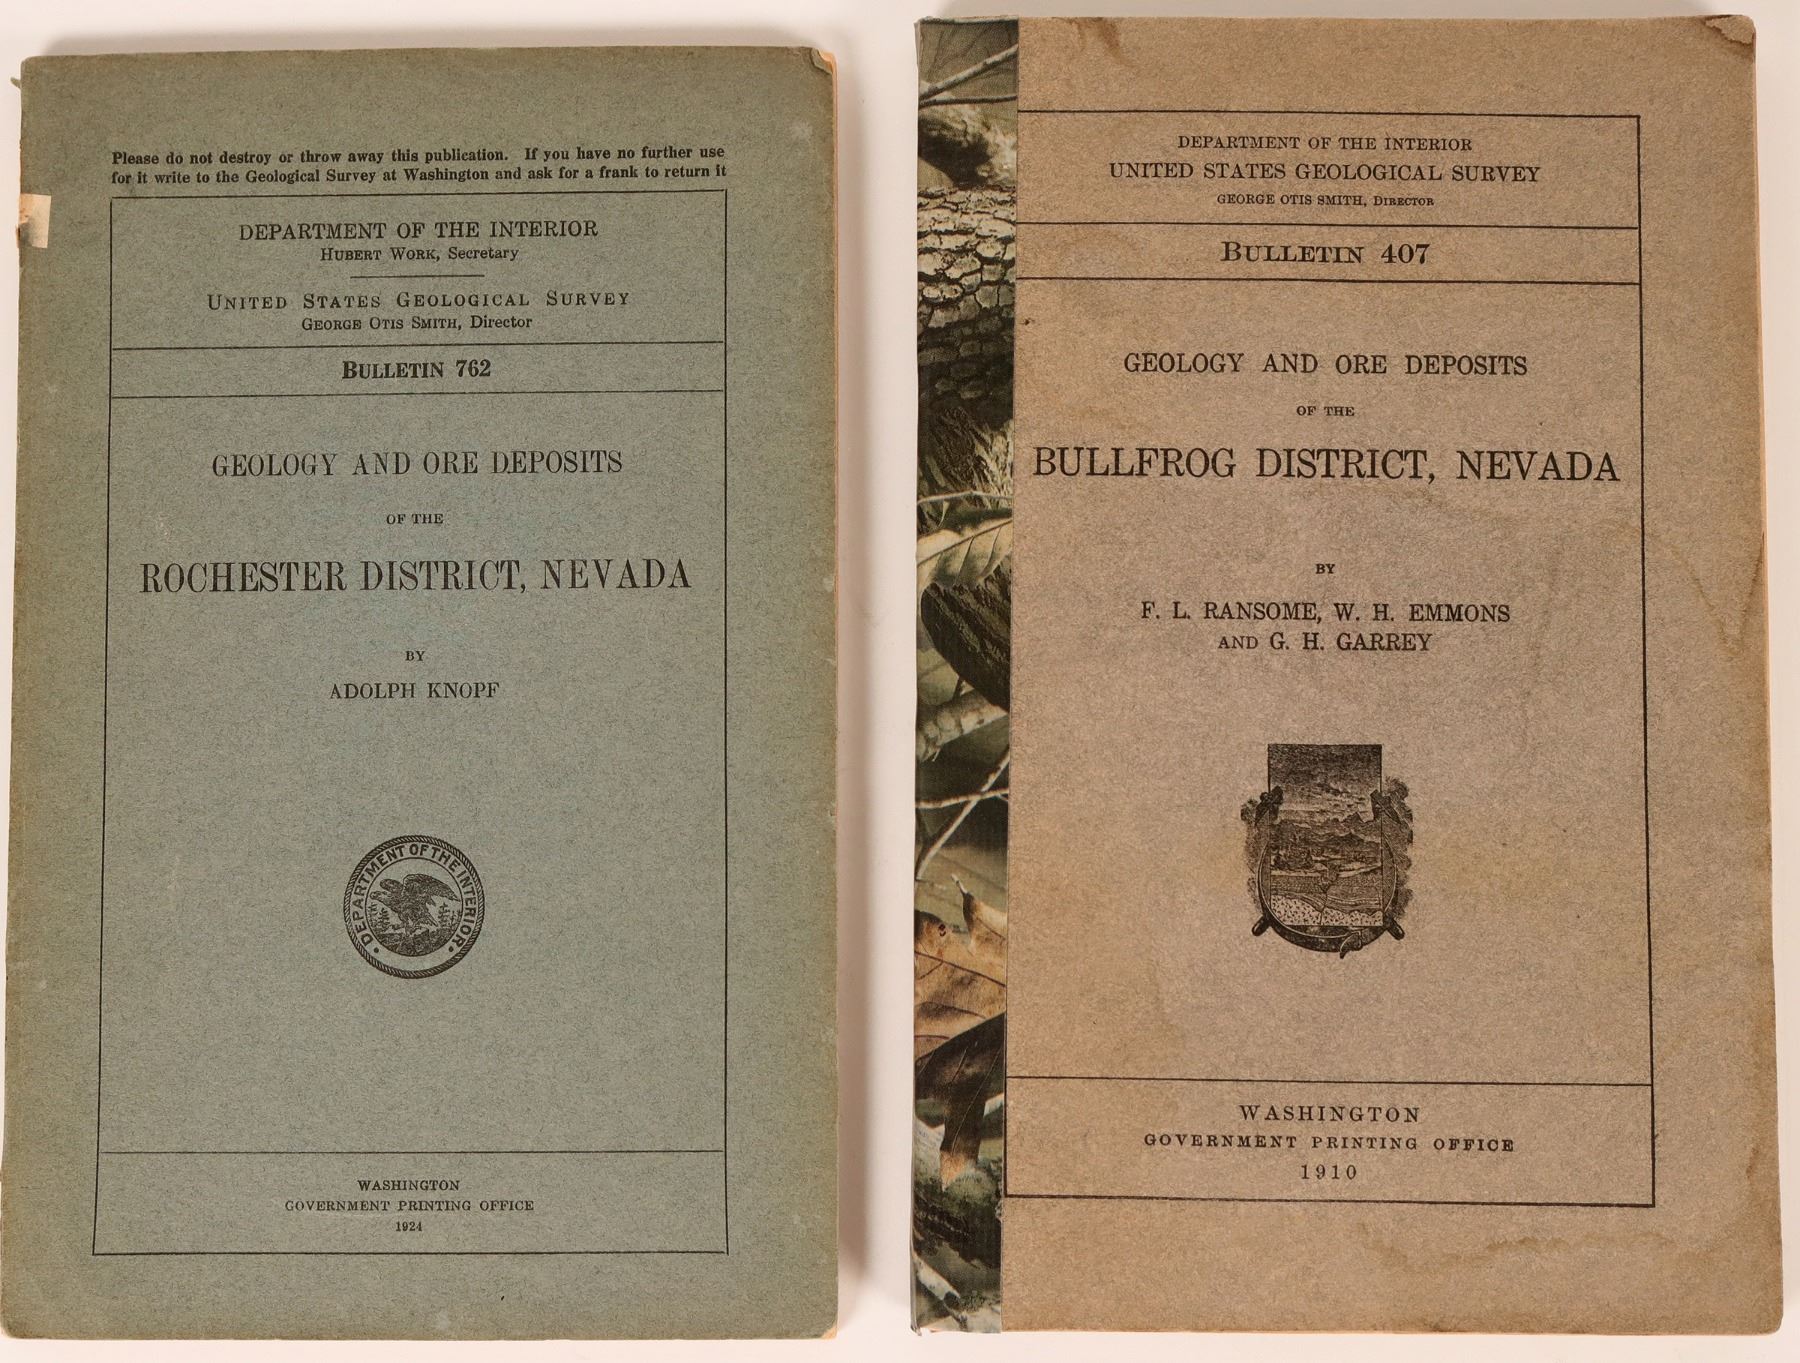 Please do not destroy or throw away this publication. If you have no further use
for it write to the Geological Survey at Washington and ask for a frank to return it
DEPARTMENT OF THE INTERIOR
HUBERT WORK, Secretary
UNITED STATES GEOLOGICAL SURVEY
GEORGE OTIS SMITH, Director
BULLETIN 762
GEOLOGY AND ORE DEPOSITS
OF THE
ROCHESTER DISTRICT, NEVADA
BY
ADOLPH KNOPF
DEPARTMENT OF THE INTERIOR
WASHINGTON
GOVERNMENT PRINTING OFFICE
1924
DEPARTMENT OF THE INTERIOR
UNITED STATES GEOLOGICAL SURVEY
GEORGE OTIS SMITH, DIRECTOR
BULLETIN 407
GEOLOGY AND ORE DEPOSITS
OF THE
BULLFROG DISTRICT, NEVADA
BY
F. L. RANSOME, W. H. EMMONS
AND G. H. GARREY
WASHINGTON
GOVERNMENT PRINTING OFFICE
1910